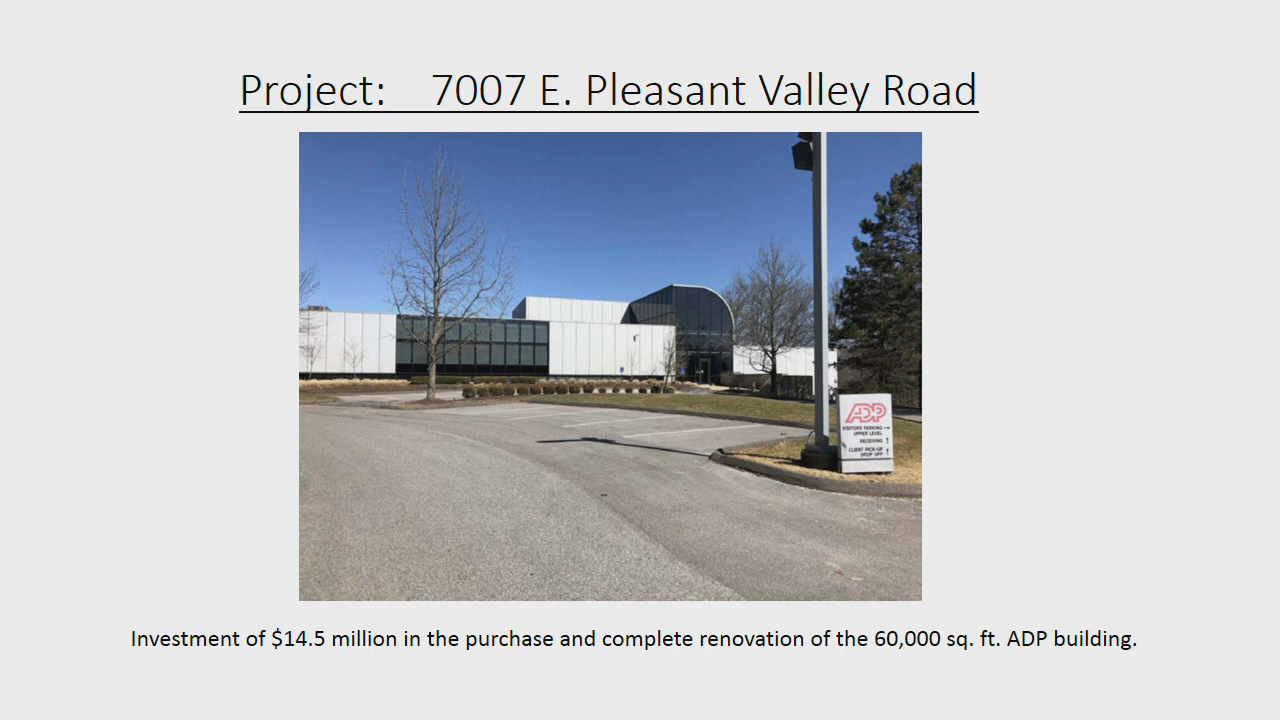 Project: 7007 E. Pleasant Valley Road
ADP
VISITORS PARKING →
UPPER LEVEL
RECEIVING ↑
CLIENT PICK-UP ↑
DROP OFF
Investment of $14.5 million in the purchase and complete renovation of the 60,000 sq. ft. ADP building.